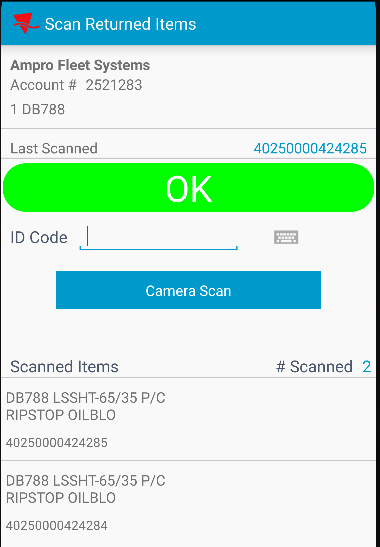 Scan Returned Items
Ampro Fleet Systems
Account # 2521283
1 DB788
Last Scanned 40250000424285
OK
ID Code
Camera Scan
Scanned Items # Scanned 2
DB788 LSSHT-65/35 P/C
RIPSTOP OILBLO
40250000424285
DB788 LSSHT-65/35 P/C
RIPSTOP OILBLO
40250000424284